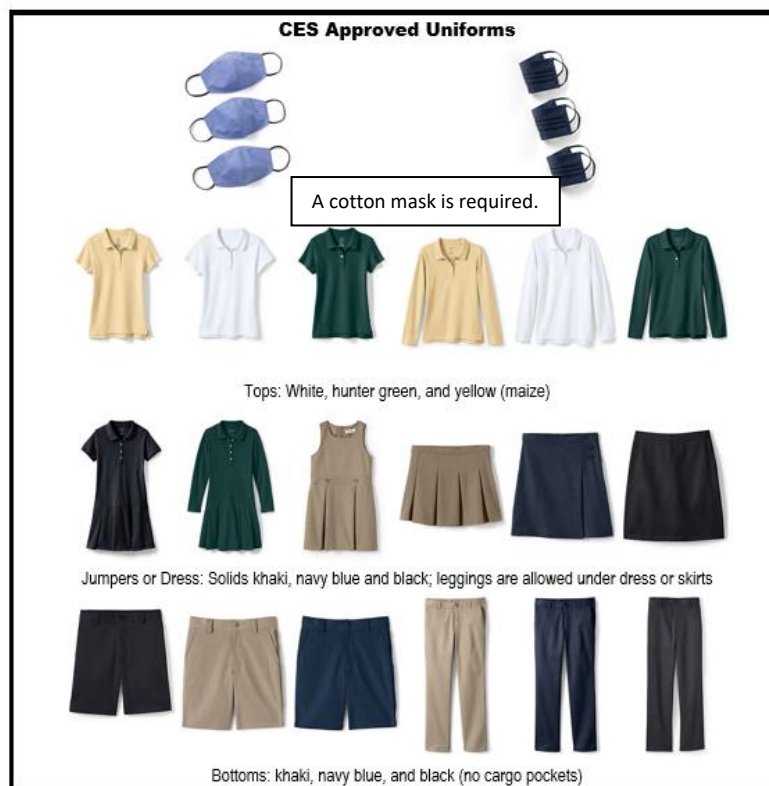 CES Approved Uniforms
A cotton mask is required.
Tops: White, hunter green, and yellow (maize)
Jumpers or Dress: Solids khaki, navy blue and black; leggings are allowed under dress or skirts
Bottoms: khaki, navy blue, and black (no cargo pockets)